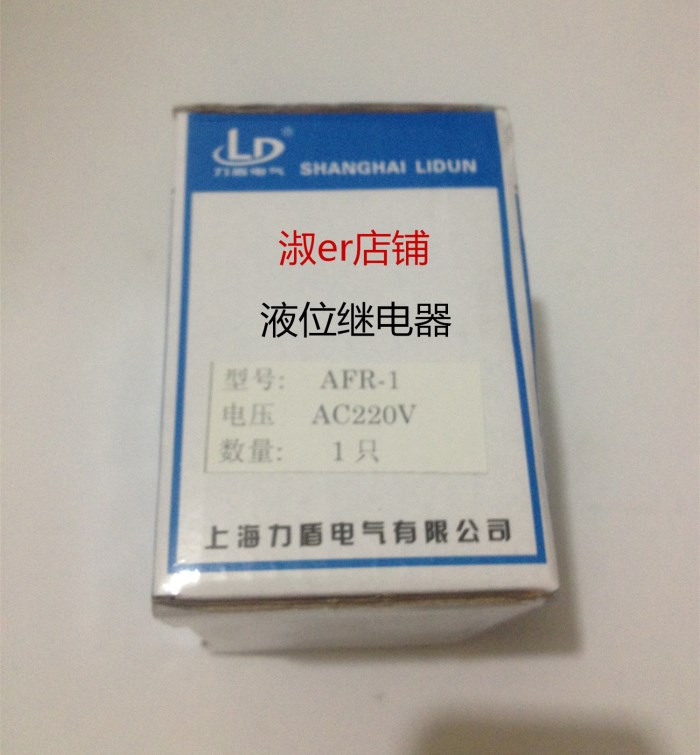 LD®
力盾电气 SHANGHAI LIDUN
淑er店铺
液位继电器
型号: AFR-1
电压 AC220V
数量: 1只
上海力盾电气有限公司